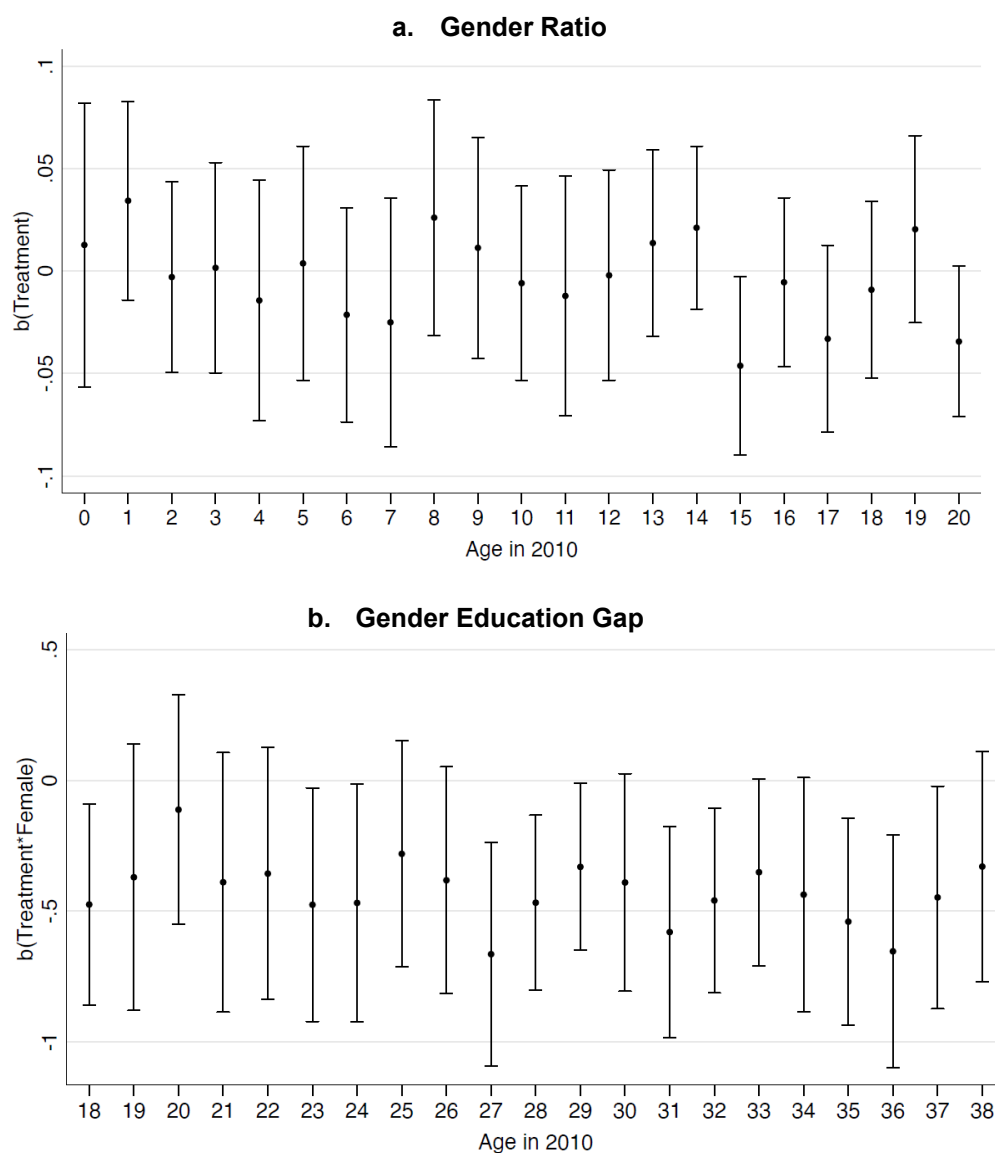 a. Gender Ratio
.1
.05
0
-.05
-.1
b(Treatment)
0 1 2 3 4 5 6 7 8 9 10 11 12 13 14 15 16 17 18 19 20
Age in 2010
b. Gender Education Gap
.5
0
-.5
-1
b(Treatment*Female)
18 19 20 21 22 23 24 25 26 27 28 29 30 31 32 33 34 35 36 37 38
Age in 2010